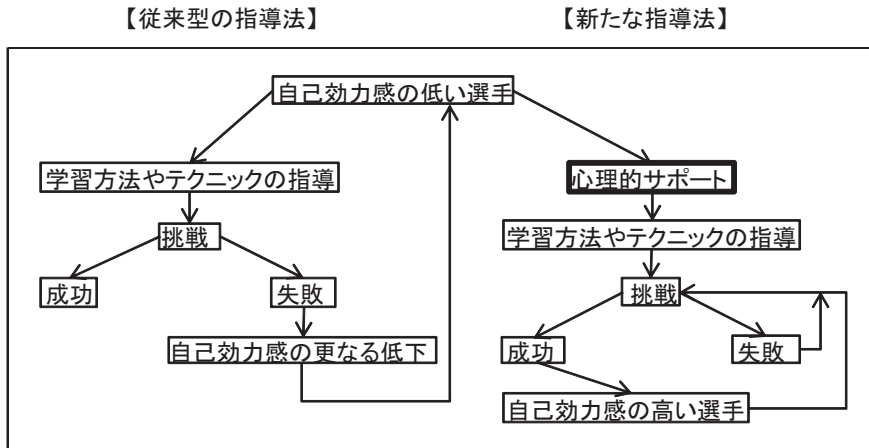 【従来型の指導法】
【新たな指導法】
自己効力感の低い選手
学習方法やテクニックの指導
挑戦
成功
失敗
自己効力感の更なる低下
心理的サポート
学習方法やテクニックの指導
挑戦
成功
失敗
自己効力感の高い選手